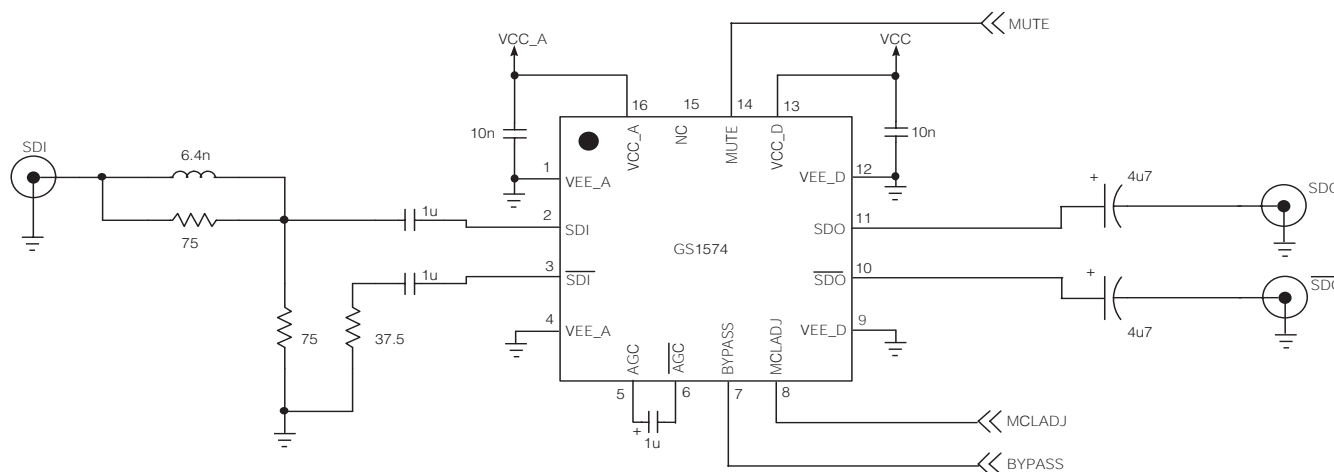 MUTE
VCC_A
VCC
16
15
14
13
10n
10n
SDI
6.4n
VCC_A
NC
MUTE
VCC_D
1
VEE_A
VEE_D
12
4u7
+
SDO
1u
2
SDI
SDO
11
75
GS1574
1u
3
S̅D̅I̅
S̅D̅O̅
10
+
S̅D̅O̅
75
37.5
4
VEE_A
VEE_D
9
4u7
AGC
A̅G̅C̅
BYPASS
MCLADJ
5
6
7
8
+
1u
MCLADJ
BYPASS